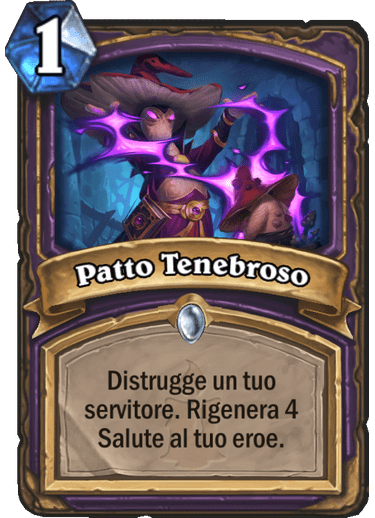 1
Patto Tenebroso
Distrugge un tuo
servitore. Rigenera 4
Salute al tuo eroe.